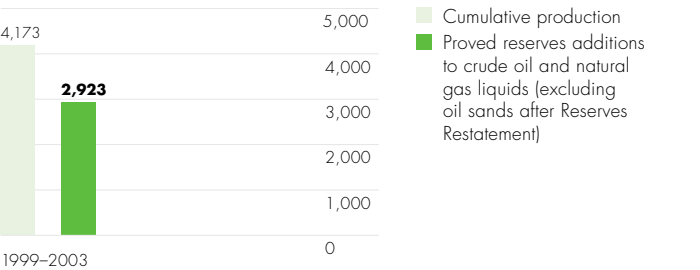 4,173
2,923
5,000
4,000
3,000
2,000
1,000
0
1999–2003
Cumulative production
Proved reserves additions
to crude oil and natural
gas liquids (excluding
oil sands after Reserves
Restatement)